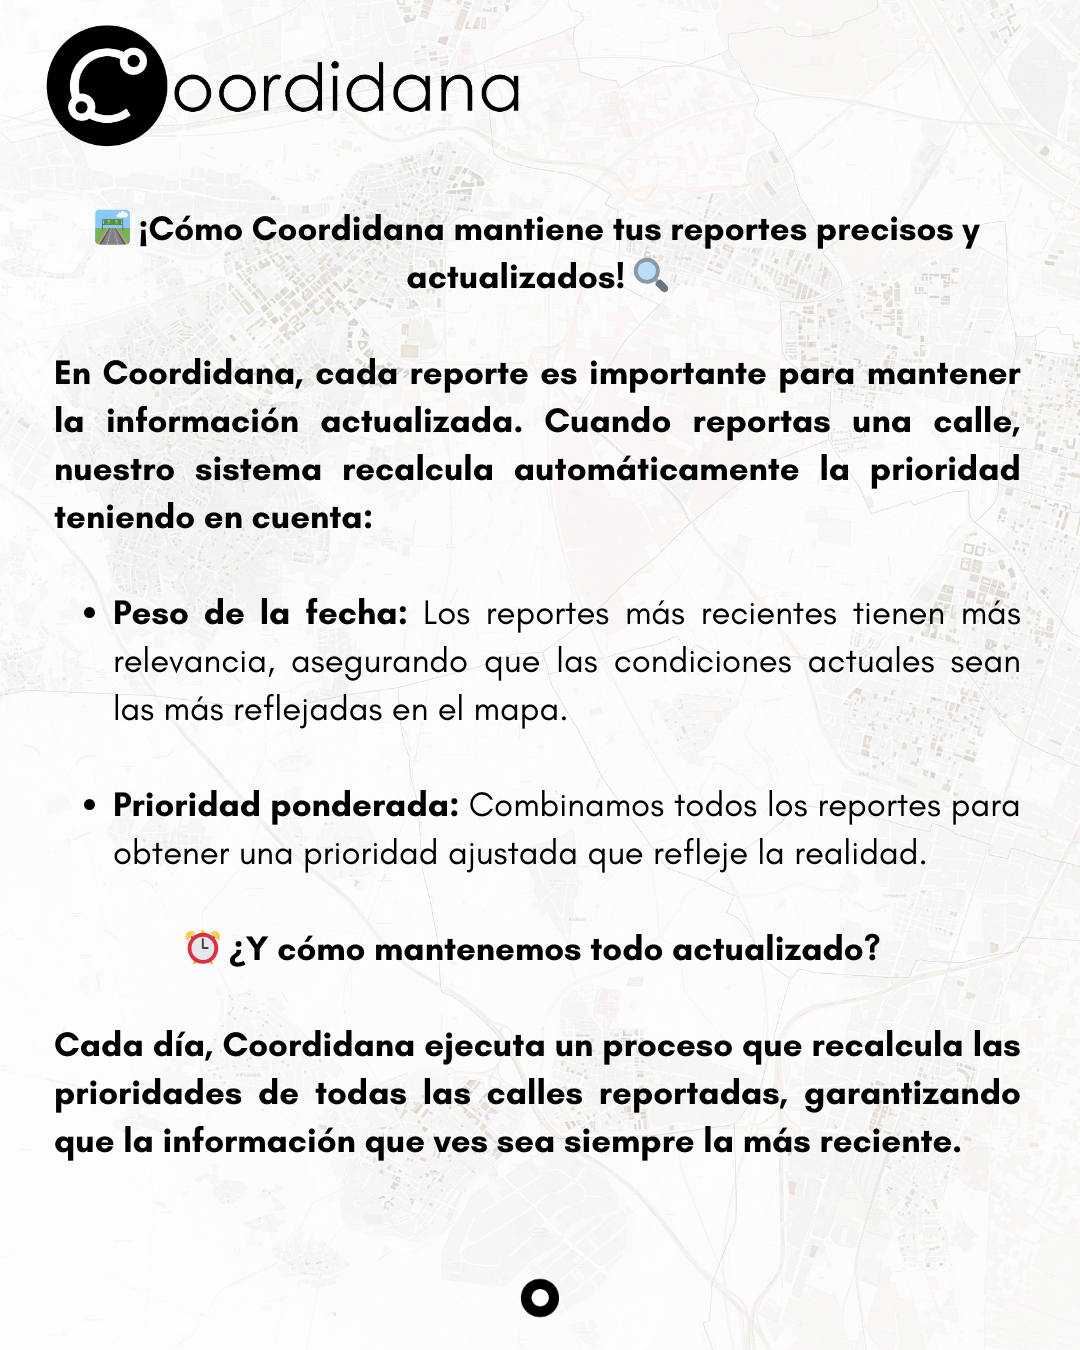 Coordidana
🛣️ ¡Cómo Coordidana mantiene tus reportes precisos y
actualizados! 🔍
En Coordidana, cada reporte es importante para mantener
la información actualizada. Cuando reportas una calle,
nuestro sistema recalcula automáticamente la prioridad
teniendo en cuenta:
• Peso de la fecha: Los reportes más recientes tienen más
relevancia, asegurando que las condiciones actuales sean
las más reflejadas en el mapa.
• Prioridad ponderada: Combinamos todos los reportes para
obtener una prioridad ajustada que refleje la realidad.
⏰ ¿Y cómo mantenemos todo actualizado?
Cada día, Coordidana ejecuta un proceso que recalcula las
prioridades de todas las calles reportadas, garantizando
que la información que ves sea siempre la más reciente.